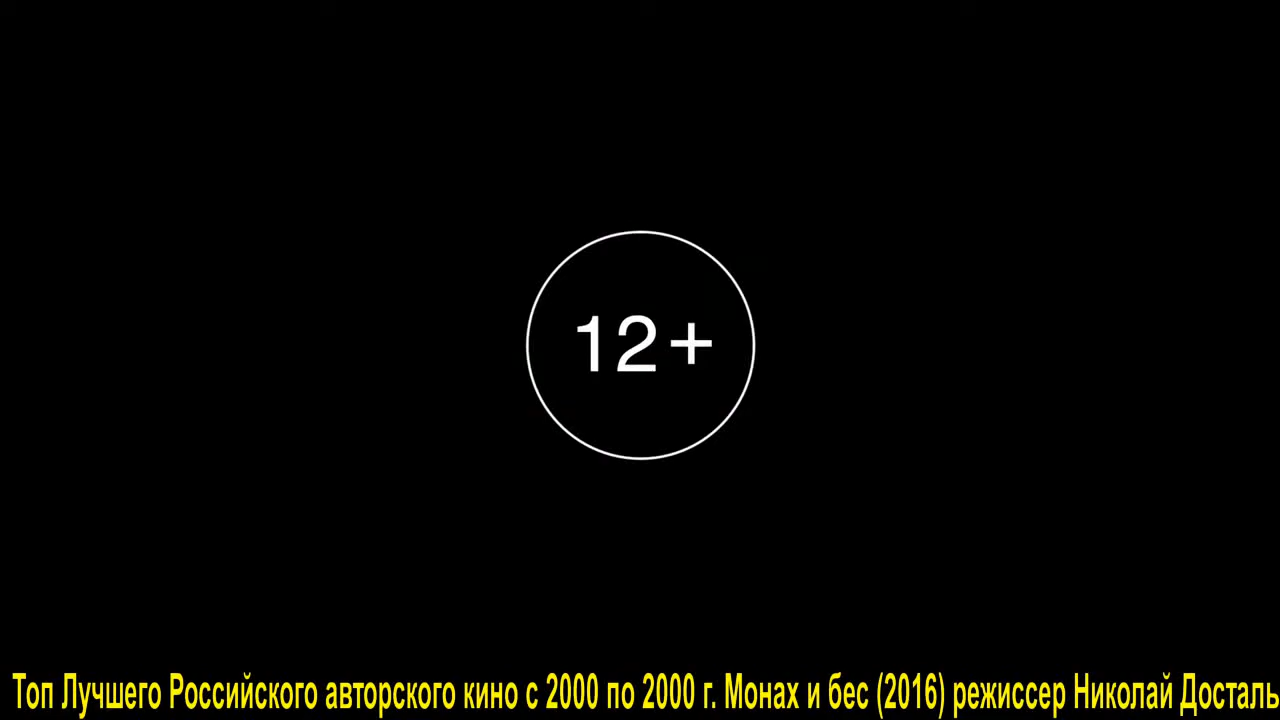 12+
Топ Лучшего Российского авторского кино с 2000 по 2000 г. Монах и бес (2016) режиссер Николай Досталь